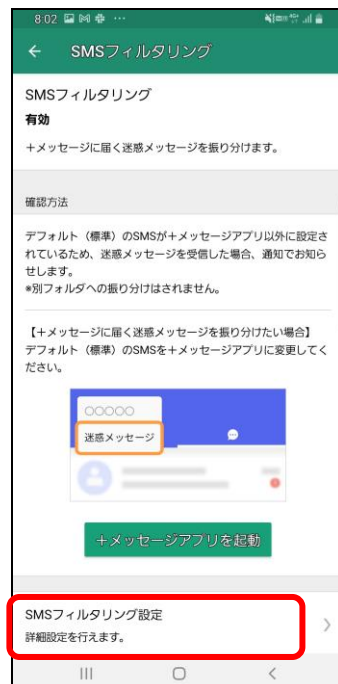 8:02
SMSフィルタリング
SMSフィルタリング
有効
+メッセージに届く迷惑メッセージを振り分けます。
確認方法
デフォルト（標準）のSMSが+メッセージアプリ以外に設定さ
れているため、迷惑メッセージを受信した場合、通知でお知ら
せします。
*別フォルダへの振り分けはされません。
【+メッセージに届く迷惑メッセージを振り分けたい場合】
デフォルト（標準）のSMSを+メッセージアプリに変更してく
ださい。
○○○○○
迷惑メッセージ
+メッセージアプリを起動
SMSフィルタリング設定
詳細設定を行えます。